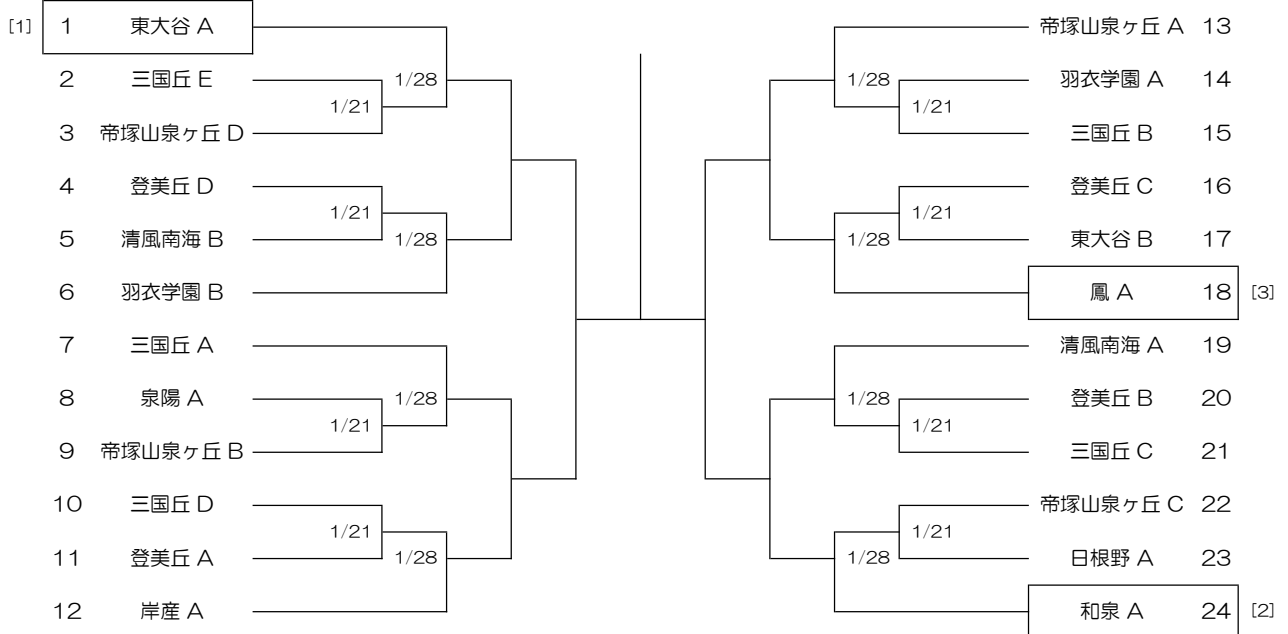 [1] 1 東大谷 A
2 三国丘 E
3 帝塚山泉ヶ丘 D
4 登美丘 D
5 清風南海 B
6 羽衣学園 B
7 三国丘 A
8 泉陽 A
9 帝塚山泉ヶ丘 B
10 三国丘 D
11 登美丘 A
12 岸産 A
1/21
1/21
1/21
1/21
1/28
1/28
1/28
1/28
1/28
1/28
1/28
1/28
1/21
1/21
1/21
1/21
帝塚山泉ヶ丘 A 13
羽衣学園 A 14
三国丘 B 15
登美丘 C 16
東大谷 B 17
鳳 A 18 [3]
清風南海 A 19
登美丘 B 20
三国丘 C 21
帝塚山泉ヶ丘 C 22
日根野 A 23
和泉 A 24 [2]